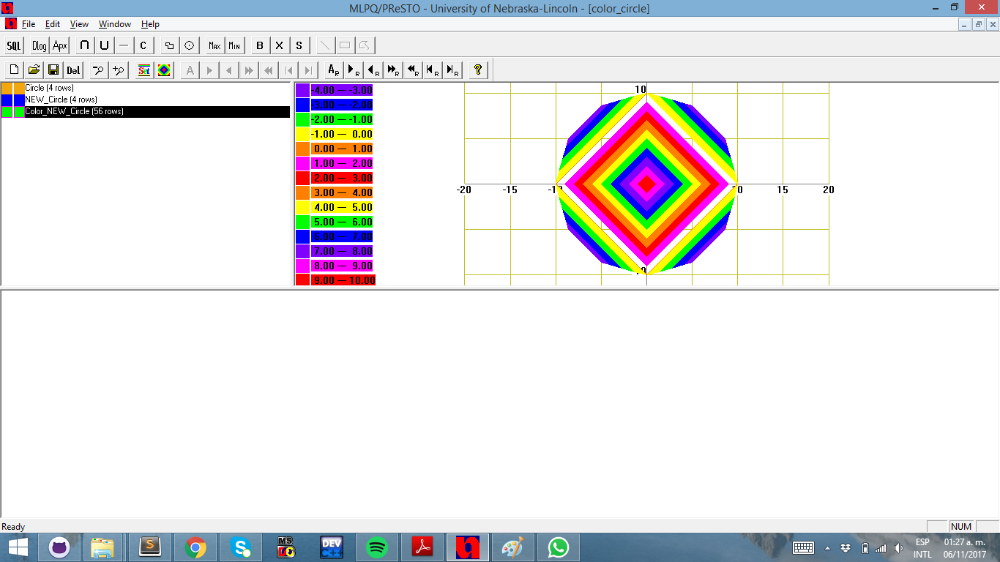 MLPQ/PReSTO - University of Nebraska-Lincoln - [color_circle]
File Edit View Window Help
SQL Dlog Apx C Max Min B X S
Del Set A A R R R R R R R ?
Circle (4 rows)
NEW_Circle (4 rows)
Color_NEW_Circle (56 rows)
-4.00 — -3.00
-3.00 — -2.00
-2.00 — -1.00
-1.00 — 0.00
0.00 — 1.00
1.00 — 2.00
2.00 — 3.00
3.00 — 4.00
4.00 — 5.00
5.00 — 6.00
6.00 — 7.00
7.00 — 8.00
8.00 — 9.00
9.00 — 10.00
10
-20 -15 15 20
Ready NUM
S MS DEV C++
ESP 01:27 a. m.
INTL 06/11/2017